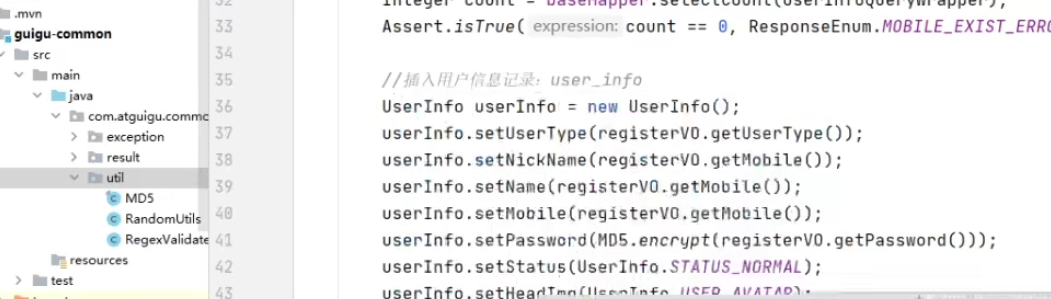 .mvn
guigu-common
src
main
java
com.atguigu.commo
exception
result
util
MD5
RandomUtils
RegexValidate
resources
test
32 Integer count = baseMapper.selectCount(userInfoQueryWrapper);
33 Assert.isTrue( expression: count == 0, ResponseEnum.MOBILE_EXIST_ERRO
34
35 //插入用户信息记录：user_info
36 UserInfo userInfo = new UserInfo();
37 userInfo.setUserType(registerVO.getUserType());
38 userInfo.setNickName(registerVO.getMobile());
39 userInfo.setName(registerVO.getMobile());
40 userInfo.setMobile(registerVO.getMobile());
41 userInfo.setPassword(MD5.encrypt(registerVO.getPassword()));
42 userInfo.setStatus(UserInfo.STATUS_NORMAL);
43 userInfo.setHeadImg(UserInfo.USER_AVATAR);